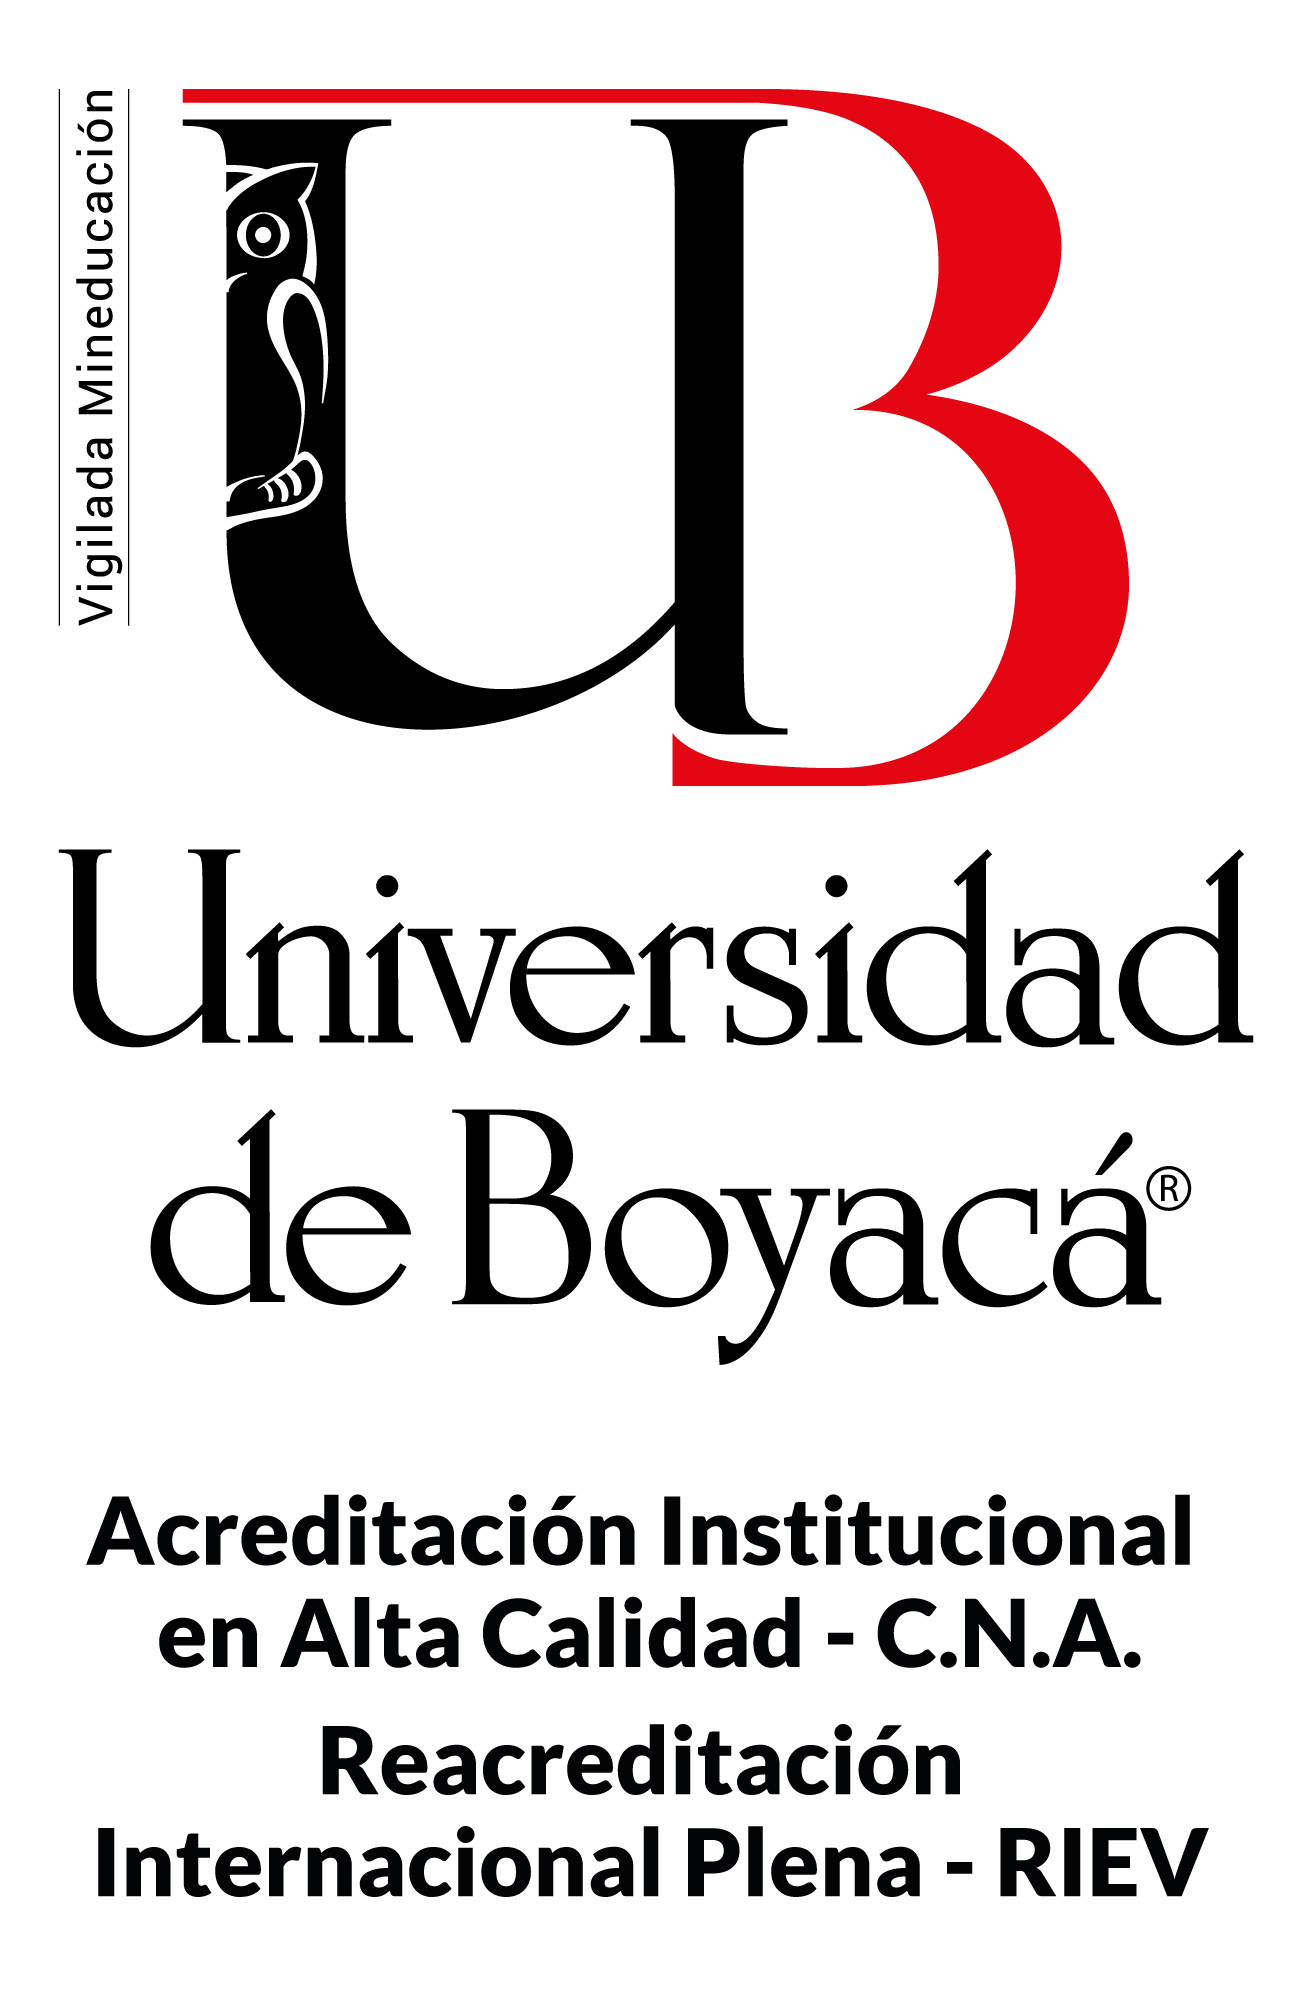 Vigilada Mineducación
UB
Universidad
de Boyacá®
Acreditación Institucional
en Alta Calidad - C.N.A.
Reacreditación
Internacional Plena - RIEV